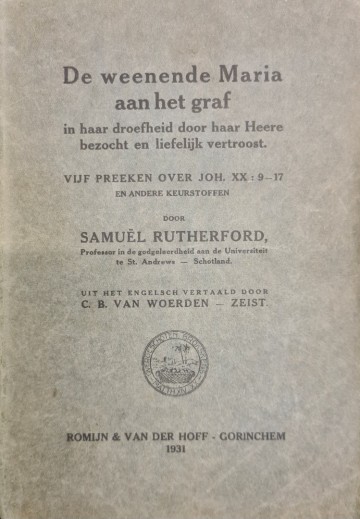 De weenende Maria
aan het graf
in haar droefheid door haar Heere
bezocht en liefelijk vertroost.
VIJF PREEKEN OVER JOH. XX : 9—17
EN ANDERE KEURSTOFFEN
DOOR
SAMUËL RUTHERFORD,
Professor in de godgeleerdheid aan de Universiteit
te St. Andrews — Schotland.
UIT HET ENGELSCH VERTAALD DOOR
C. B. VAN WOERDEN — ZEIST.
ROMIJN & VAN DER HOFF - GORINCHEM
1931